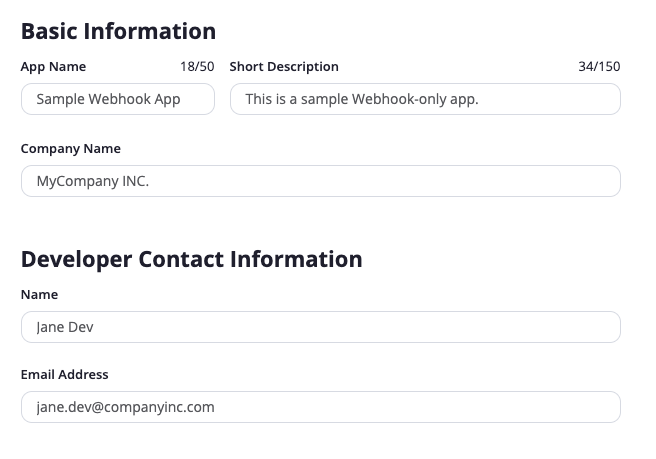 Basic Information
App Name 18/50 Short Description 34/150
Sample Webhook App This is a sample Webhook-only app.
Company Name
MyCompany INC.
Developer Contact Information
Name
Jane Dev
Email Address
jane.dev@companyinc.com